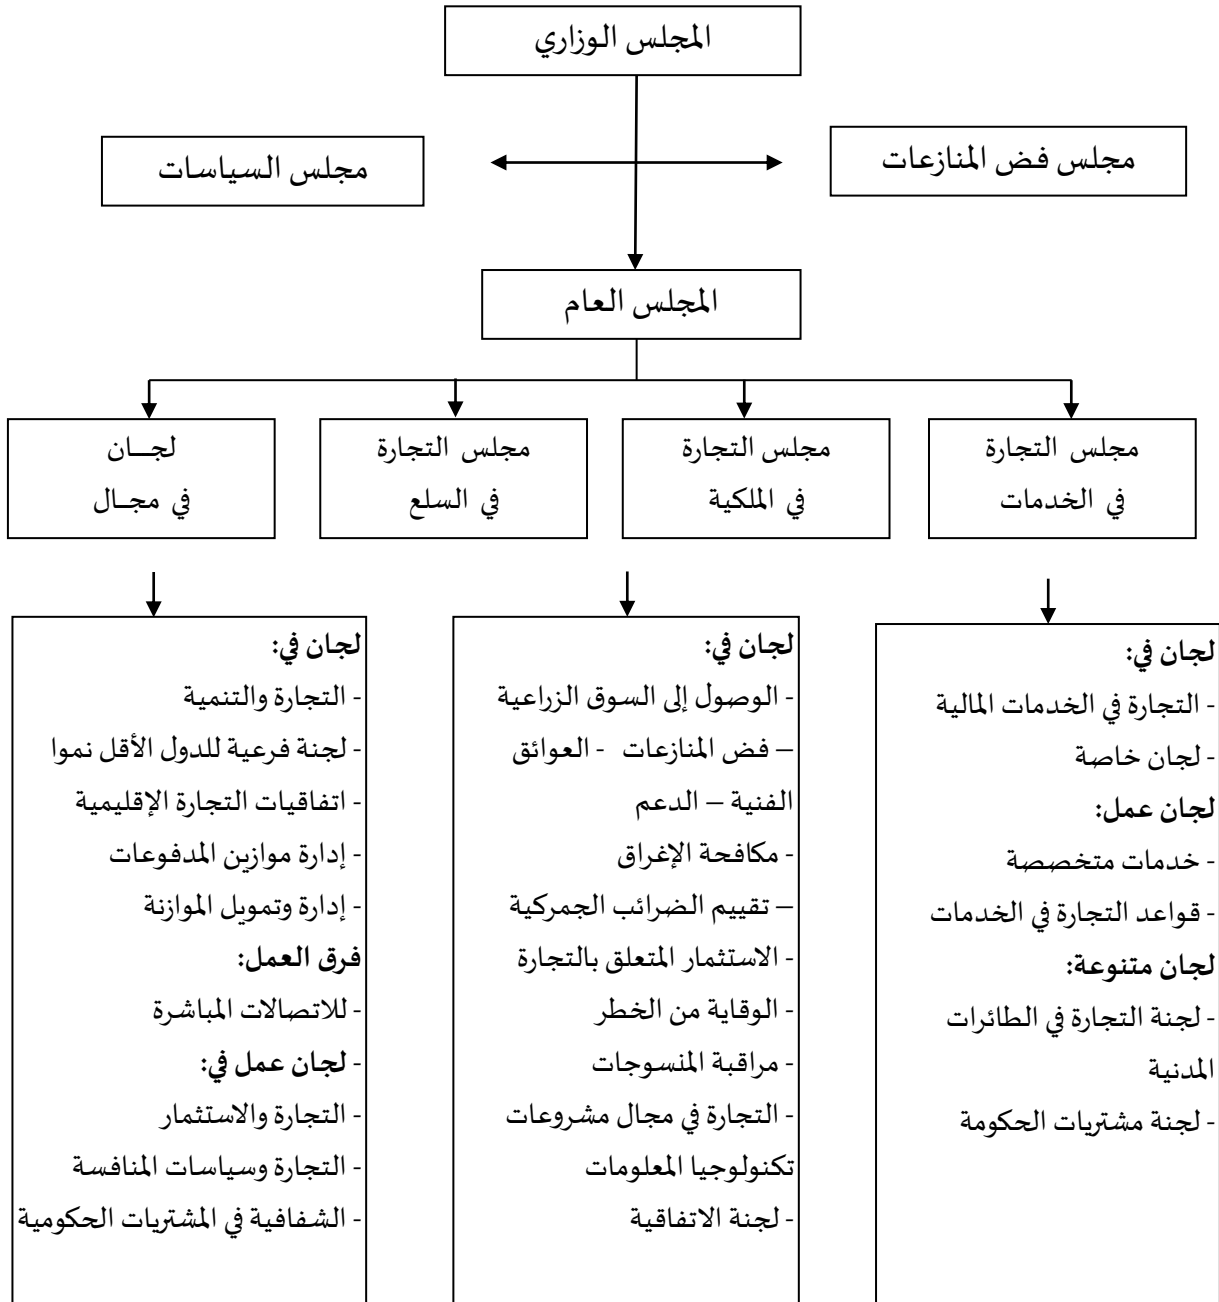 المجلس الوزاري
مجلس فض المنازعات
مجلس السياسات
المجلس العام
مجلس التجارة
في الخدمات
مجلس التجارة
في الملكية
مجلس التجارة
في السلع
لجـــان
في مجــال
لجان في:
- التجارة في الخدمات المالية
- لجان خاصة
لجان عمل:
- خدمات متخصصة
- قواعد التجارة في الخدمات
لجان متنوعة:
- لجنة التجارة في الطائرات
المدنية
- لجنة مشتريات الحكومة
لجان في:
- الوصول إلى السوق الزراعية
– فض المنازعات - العوائق
الفنية – الدعم
- مكافحة الإغراق
– تقييم الضرائب الجمركية
- الاستثمار المتعلق بالتجارة
- الوقاية من الخطر
- مراقبة المنسوجات
- التجارة في مجال مشروعات
تكنولوجيا المعلومات
- لجنة الاتفاقية
لجان في:
- التجارة والتنمية
- لجنة فرعية للدول الأقل نموا
- اتفاقيات التجارة الإقليمية
- إدارة موازين المدفوعات
- إدارة وتمويل الموازنة
فرق العمل:
- للاتصالات المباشرة
- لجان عمل في:
- التجارة والاستثمار
- التجارة وسياسات المنافسة
- الشفافية في المشتريات الحكومية